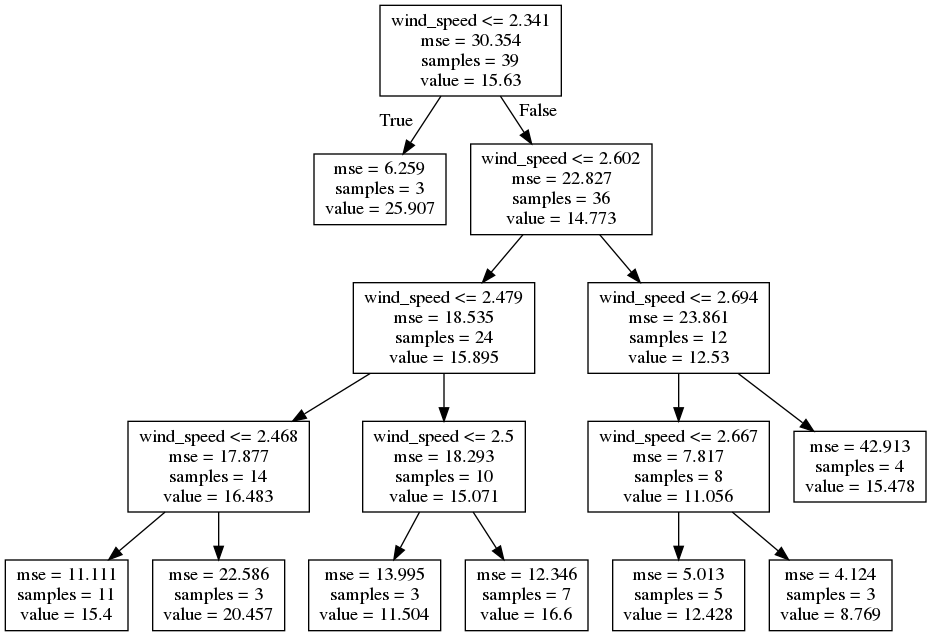 wind_speed <= 2.341
mse = 30.354
samples = 39
value = 15.63
True
False
mse = 6.259
samples = 3
value = 25.907
wind_speed <= 2.602
mse = 22.827
samples = 36
value = 14.773
wind_speed <= 2.479
mse = 18.535
samples = 24
value = 15.895
wind_speed <= 2.694
mse = 23.861
samples = 12
value = 12.53
wind_speed <= 2.468
mse = 17.877
samples = 14
value = 16.483
wind_speed <= 2.5
mse = 18.293
samples = 10
value = 15.071
wind_speed <= 2.667
mse = 7.817
samples = 8
value = 11.056
mse = 42.913
samples = 4
value = 15.478
mse = 11.111
samples = 11
value = 15.4
mse = 22.586
samples = 3
value = 20.457
mse = 13.995
samples = 3
value = 11.504
mse = 12.346
samples = 7
value = 16.6
mse = 5.013
samples = 5
value = 12.428
mse = 4.124
samples = 3
value = 8.769